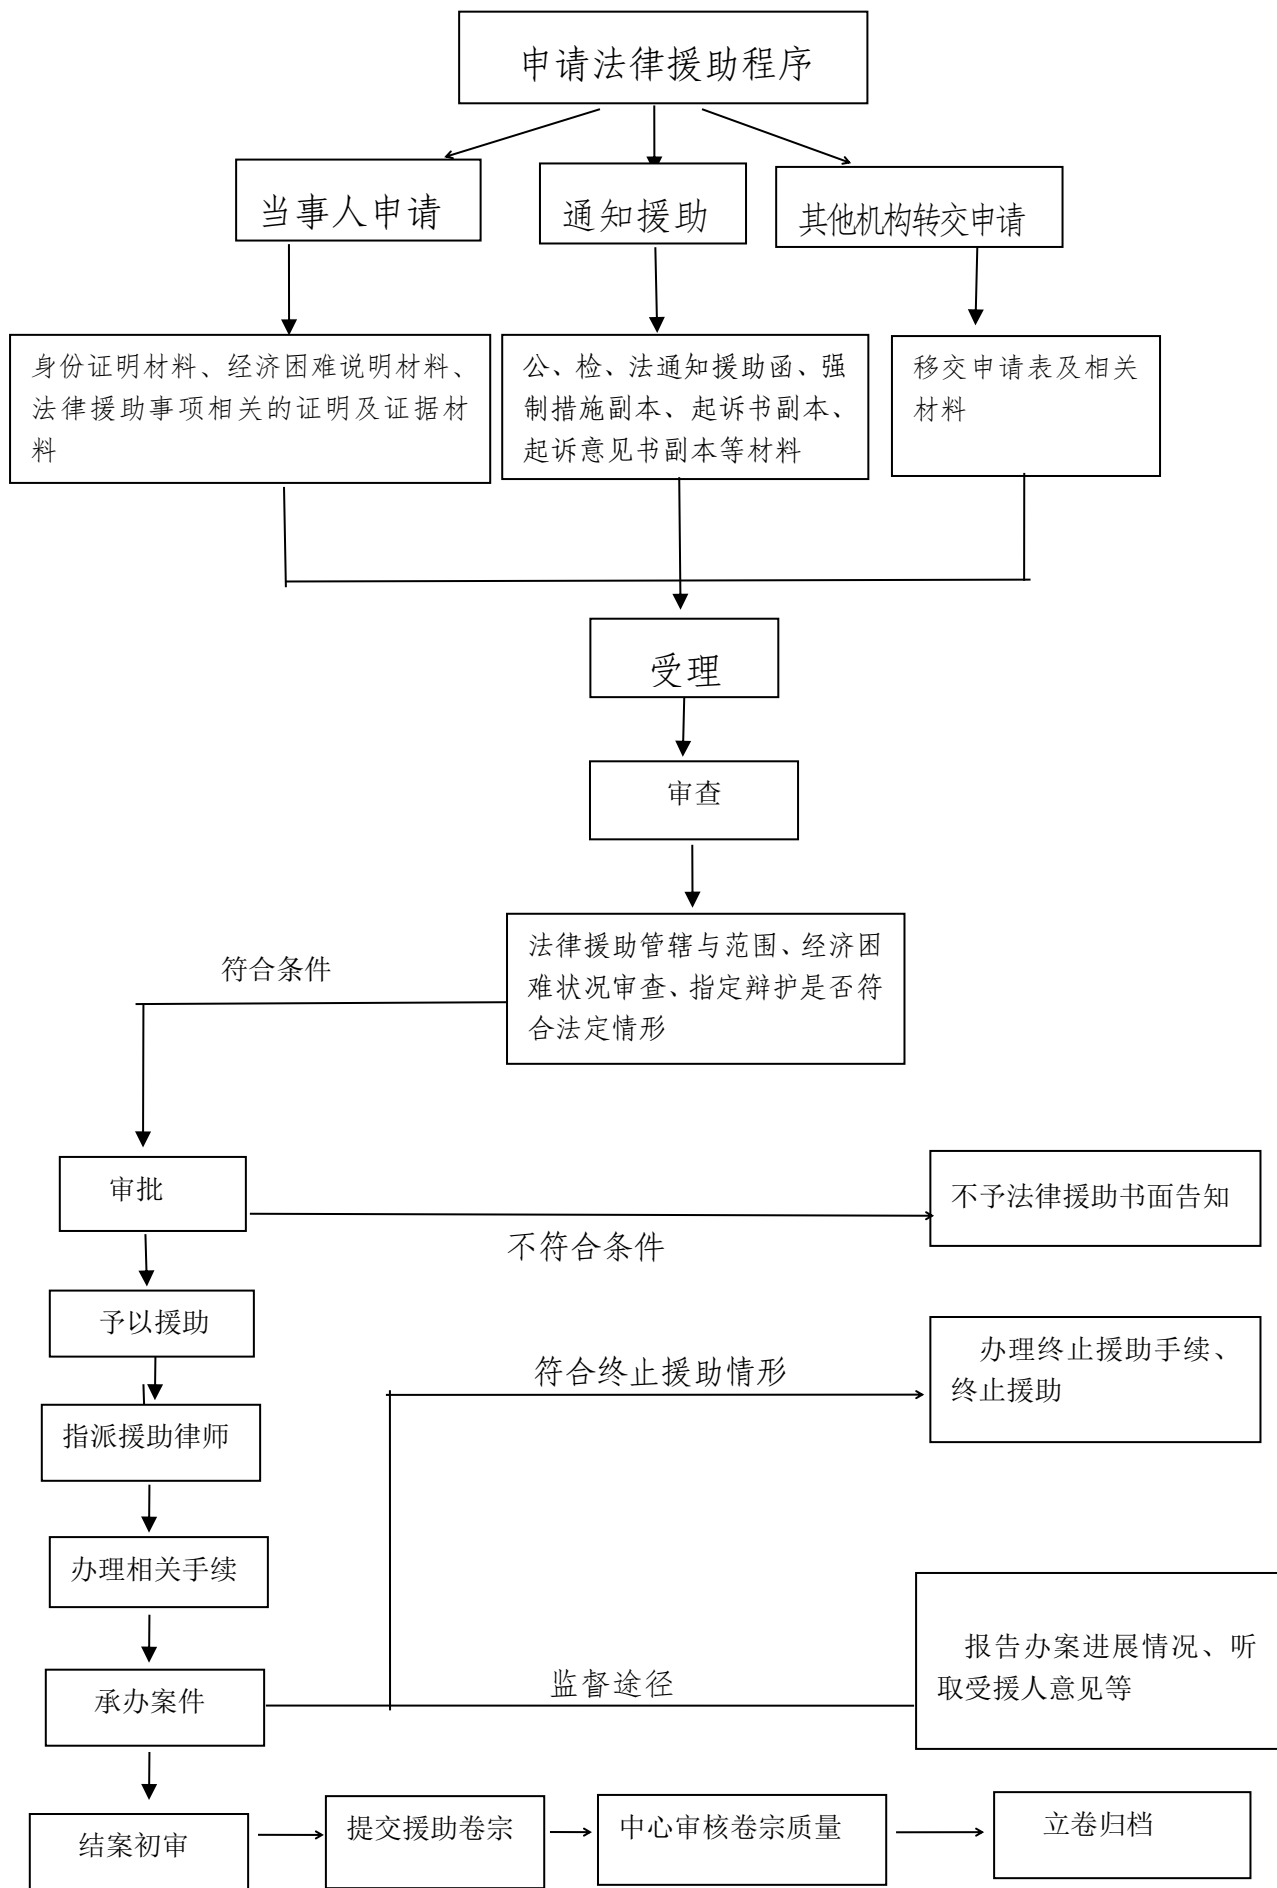 申请法律援助程序
当事人申请
通知援助
其他机构转交申请
身份证明材料、经济困难说明材料、
法律援助事项相关的证明及证据材
料
公、检、法通知援助函、强
制措施副本、起诉书副本、
起诉意见书副本等材料
移交申请表及相关
材料
受理
审查
法律援助管辖与范围、经济困
难状况审查、指定辩护是否符
合法定情形
符合条件
审批
不予法律援助书面告知
不符合条件
予以援助
符合终止援助情形
办理终止援助手续、
终止援助
指派援助律师
办理相关手续
承办案件
监督途径
报告办案进展情况、听
取受援人意见等
结案初审
提交援助卷宗
中心审核卷宗质量
立卷归档